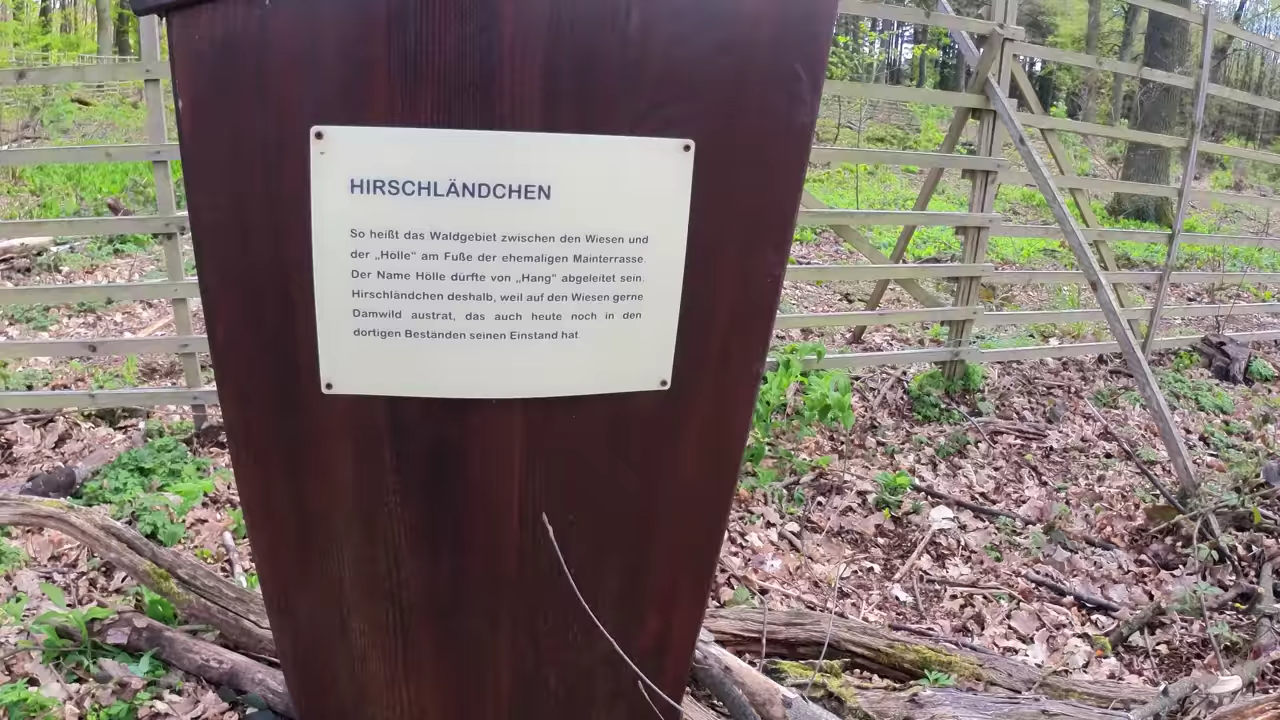 HIRSCHLÄNDCHEN
So heißt das Waldgebiet zwischen den Wiesen und
der „Hölle" am Fuße der ehemaligen Mainterrasse.
Der Name Hölle dürfte von „Hang" abgeleitet sein.
Hirschländchen deshalb, weil auf den Wiesen gerne
Damwild austrat, das auch heute noch in den
dortigen Beständen seinen Einstand hat.